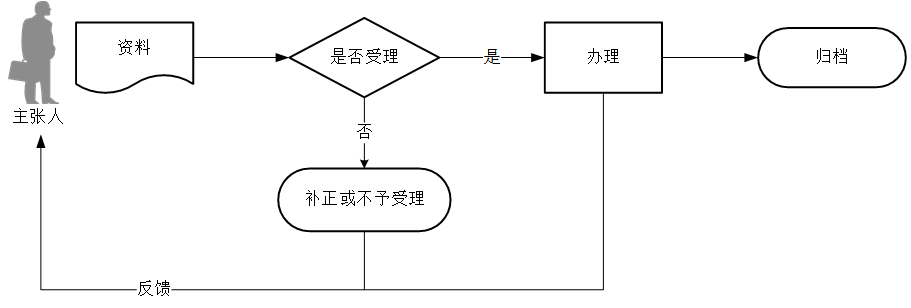 资料
是否受理
是
办理
归档
主张人
否
补正或不予受理
反馈